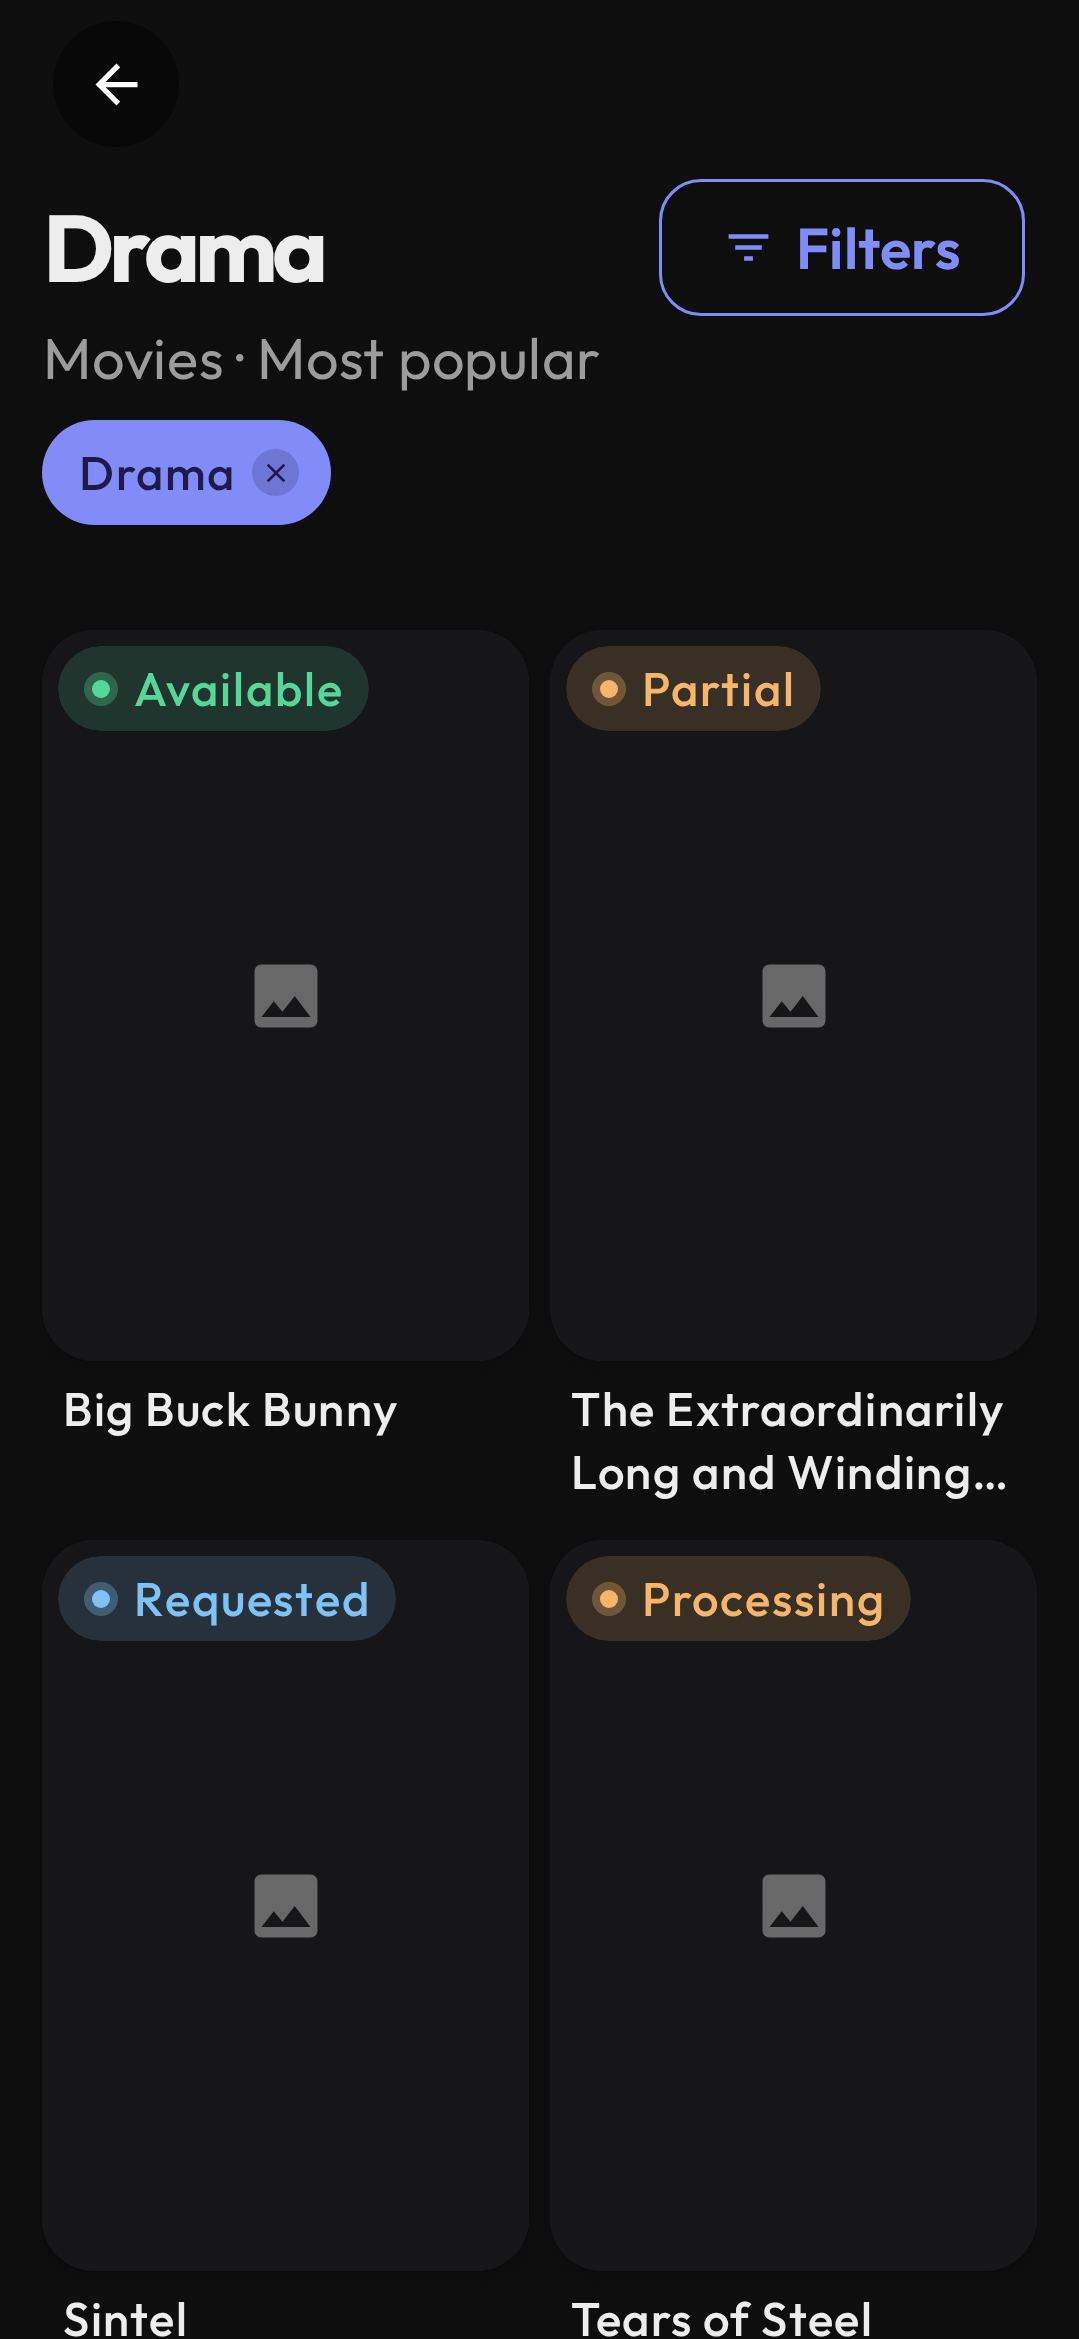 Drama
Filters
Movies · Most popular
Drama
Available
Partial
Big Buck Bunny
The Extraordinarily
Long and Winding…
Requested
Processing
Sintel
Tears of Steel